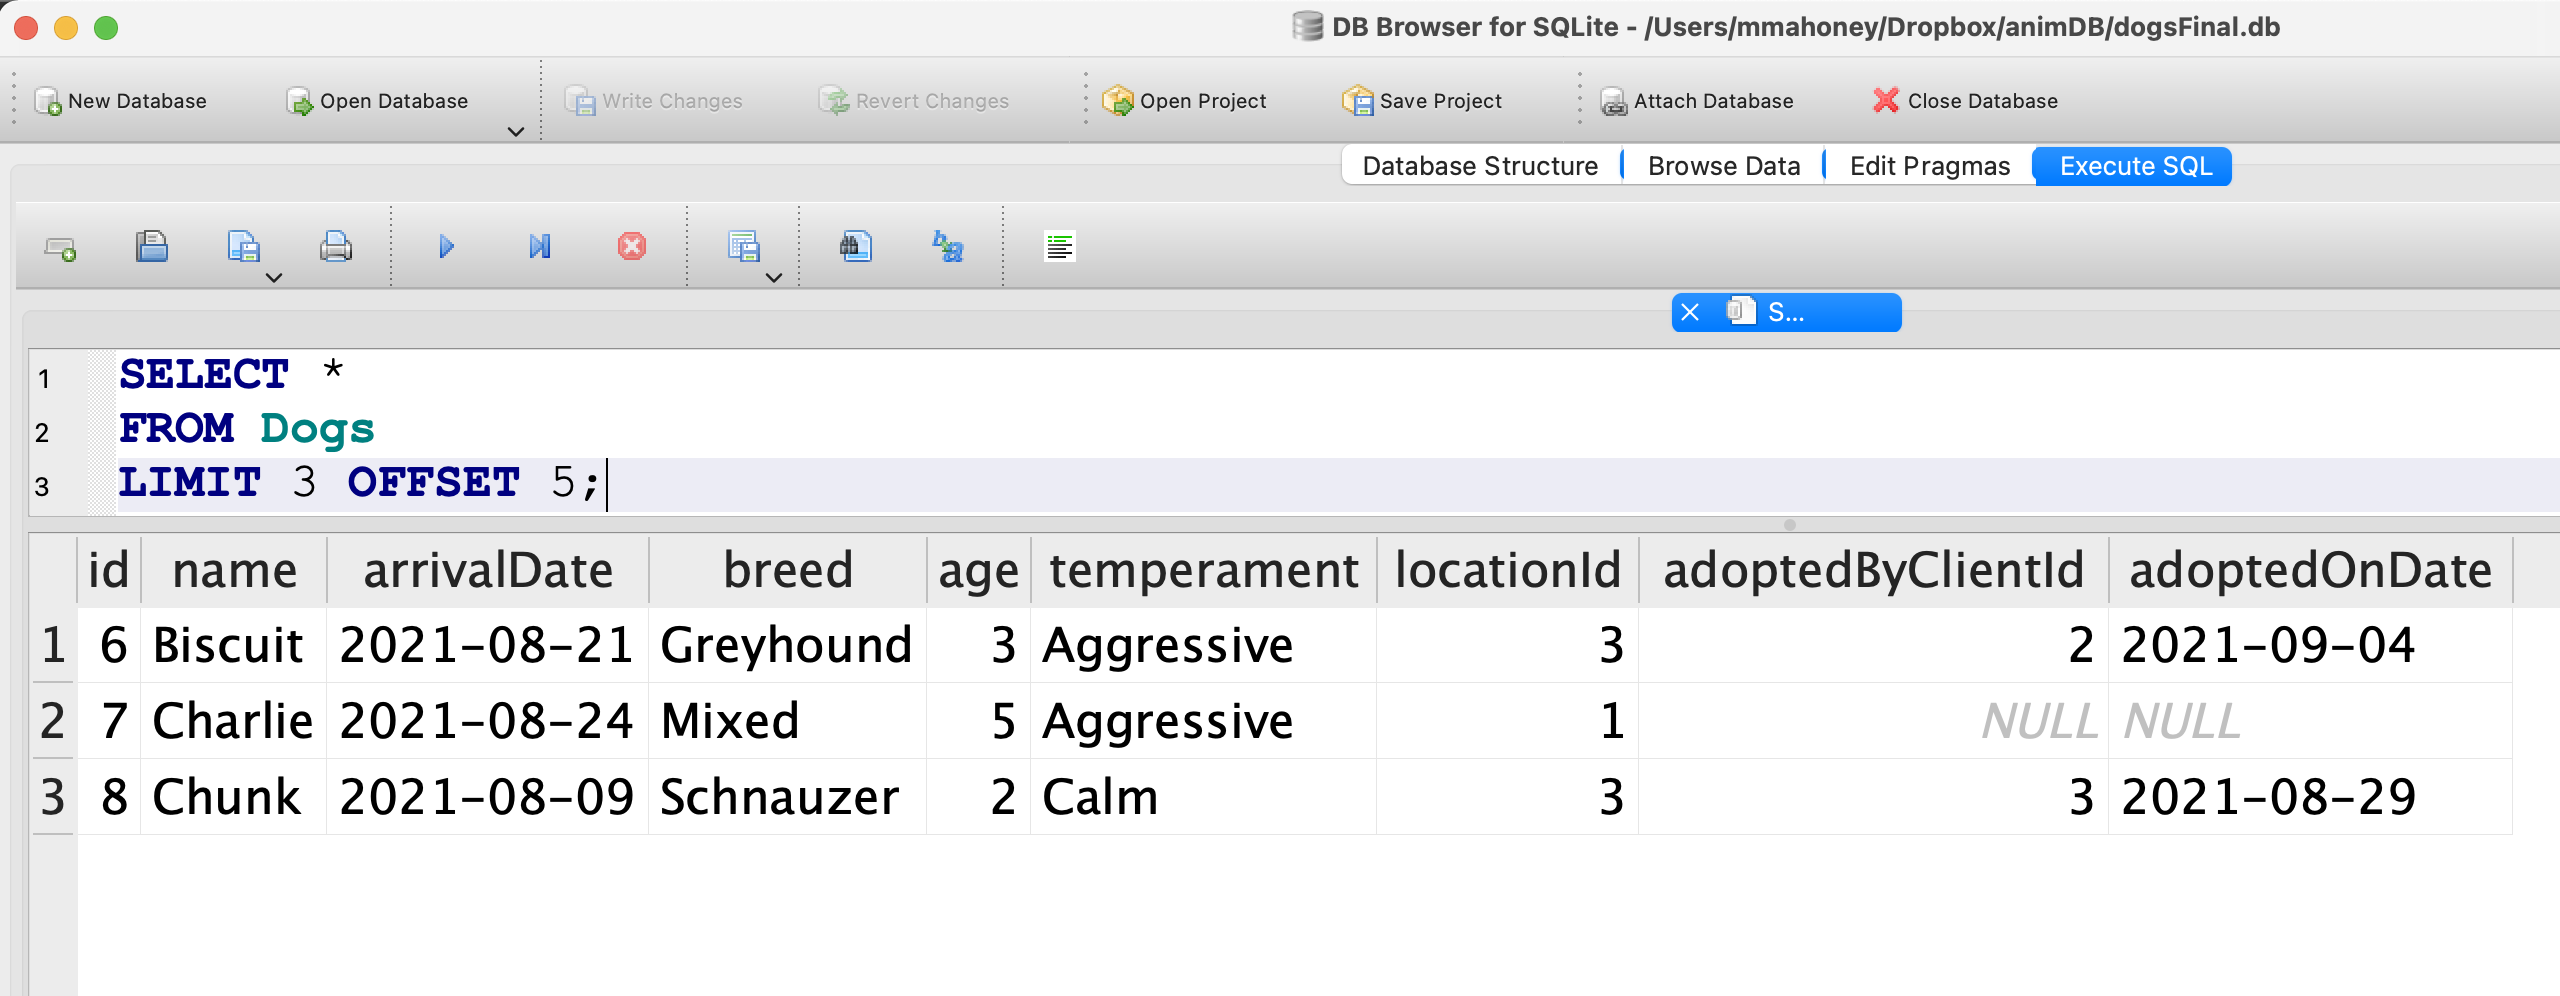 DB Browser for SQLite - /Users/mmahoney/Dropbox/animDB/dogsFinal.db
New Database Open Database Write Changes Revert Changes Open Project Save Project Attach Database Close Database
Database Structure Browse Data Edit Pragmas Execute SQL
S...
1 SELECT *
2 FROM Dogs
3 LIMIT 3 OFFSET 5;
id name arrivalDate breed age temperament locationId adoptedByClientId adoptedOnDate
1 6 Biscuit 2021-08-21 Greyhound 3 Aggressive 3 2 2021-09-04
2 7 Charlie 2021-08-24 Mixed 5 Aggressive 1 NULL NULL
3 8 Chunk 2021-08-09 Schnauzer 2 Calm 3 3 2021-08-29